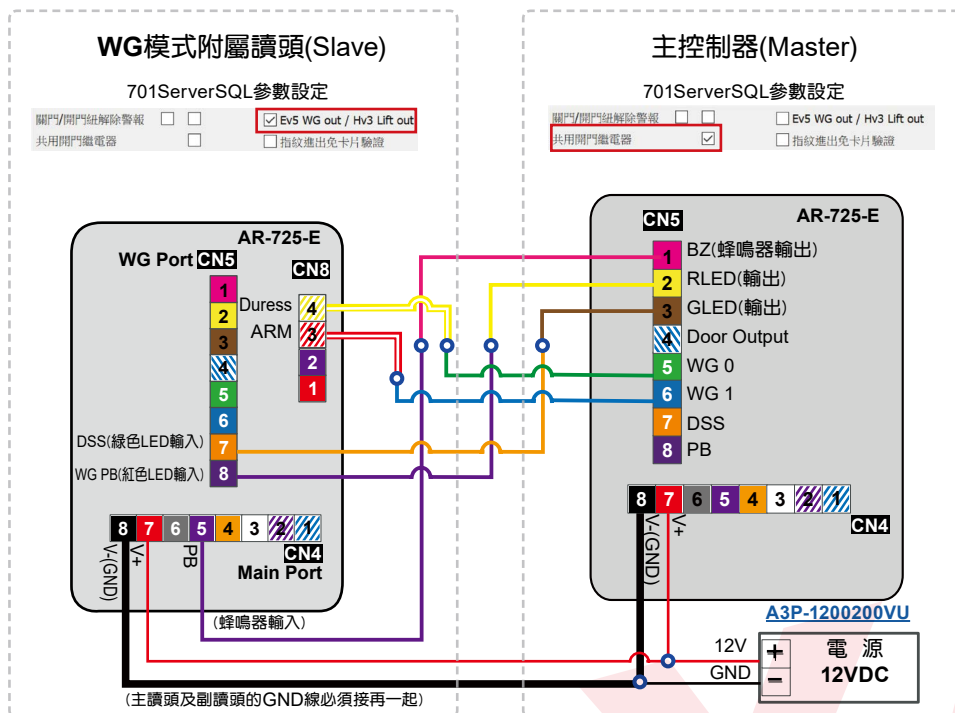 WG模式附屬讀頭(Slave)
701ServerSQL參數設定
關門/開門紐解除警報
Ev5 WG out / Hv3 Lift out
共用開門繼電器
指紋進出免卡片驗證
AR-725-E
WG Port CN5
CN8
1
2
3
4
5
6
7
8
Duress
ARM
4
3
2
1
DSS(綠色LED輸入)
WG PB(紅色LED輸入)
8 7 6 5 4 3 2 1
V-(GND)
V+
PB
CN4
Main Port
(蜂鳴器輸入)
(主讀頭及副讀頭的GND線必須接再一起)
主控制器(Master)
701ServerSQL參數設定
關門/開門紐解除警報
Ev5 WG out / Hv3 Lift out
共用開門繼電器
指紋進出免卡片驗證
CN5
AR-725-E
1 BZ(蜂鳴器輸出)
2 RLED(輸出)
3 GLED(輸出)
4 Door Output
5 WG 0
6 WG 1
7 DSS
8 PB
8 7 6 5 4 3 2 1
V-(GND)
V+
CN4
A3P-1200200VU
12V
GND
+
−
電 源
12VDC